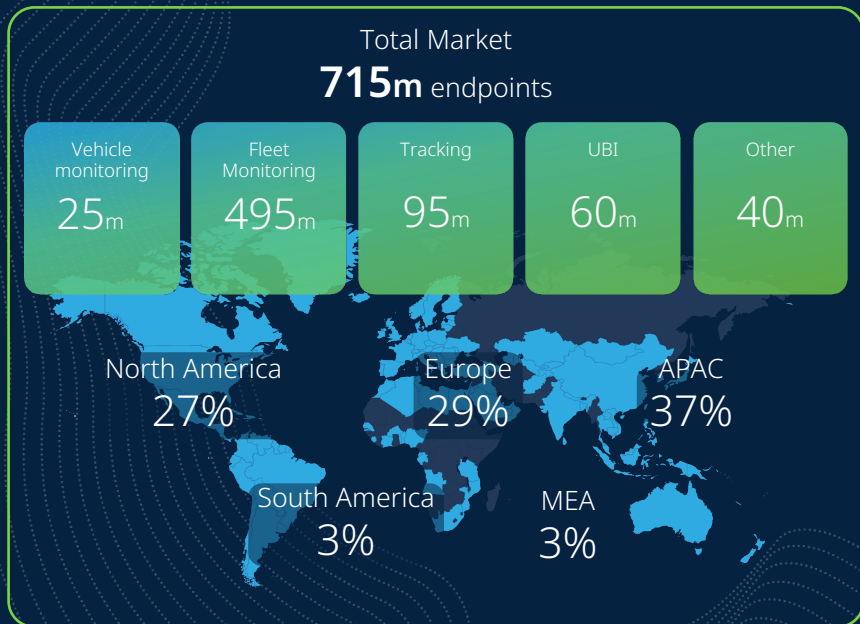 Total Market
715m endpoints
Vehicle
monitoring
25m
Fleet
Monitoring
495m
Tracking
95m
UBI
60m
Other
40m
North America
27%
Europe
29%
APAC
37%
South America
3%
MEA
3%